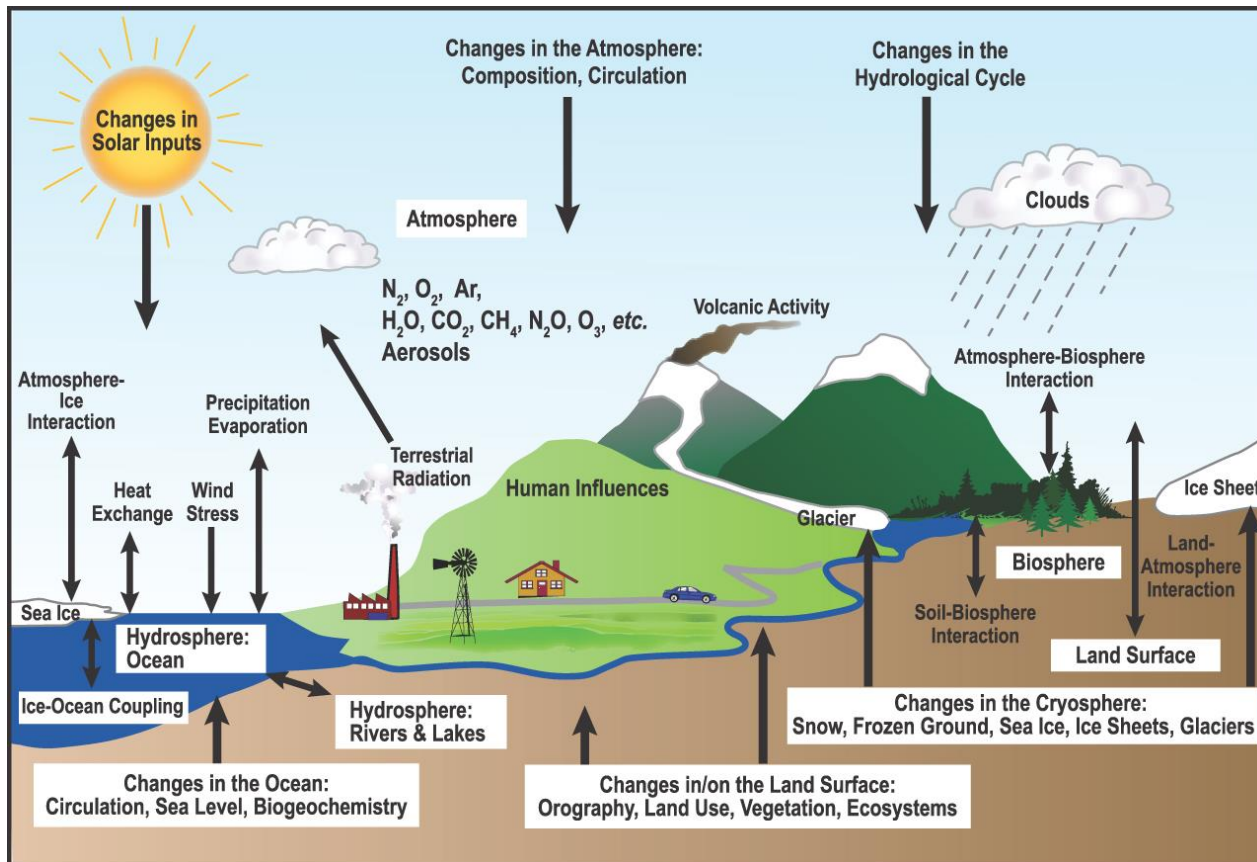 Changes in the Atmosphere:
Composition, Circulation
Changes in the
Hydrological Cycle
Changes in
Solar Inputs
Clouds
Atmosphere
N₂, O₂, Ar,
H₂O, CO₂, CH₄, N₂O, O₃, etc.
Aerosols
Volcanic Activity
Atmosphere-Biosphere
Interaction
Atmosphere-
Ice
Interaction
Precipitation
Evaporation
Terrestrial
Radiation
Heat
Exchange
Wind
Stress
Human Influences
Glacier
Ice Sheet
Land-
Atmosphere
Interaction
Biosphere
Soil-Biosphere
Interaction
Sea Ice
Hydrosphere:
Ocean
Land Surface
Ice-Ocean Coupling
Hydrosphere:
Rivers & Lakes
Changes in the Cryosphere:
Snow, Frozen Ground, Sea Ice, Ice Sheets, Glaciers
Changes in the Ocean:
Circulation, Sea Level, Biogeochemistry
Changes in/on the Land Surface:
Orography, Land Use, Vegetation, Ecosystems